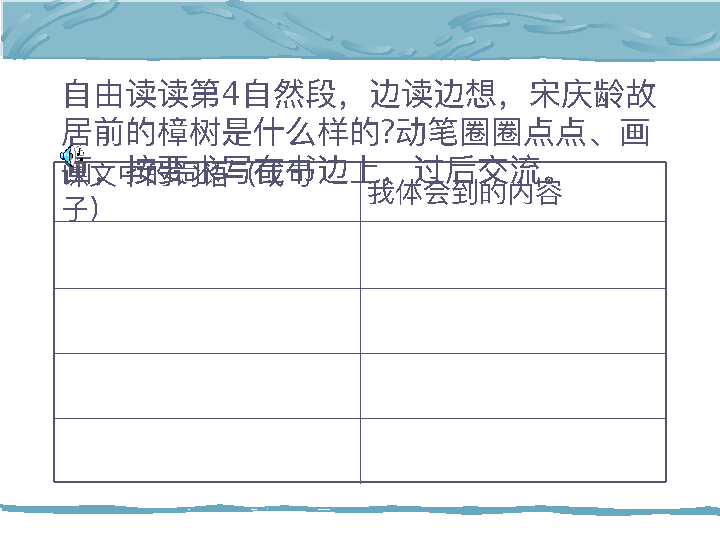 自由读读第4自然段，边读边想，宋庆龄故
居前的樟树是什么样的?动笔圈圈点点、画
画，按要求写在书边上，过后交流。
课文中的词语（或句
子）
我体会到的内容